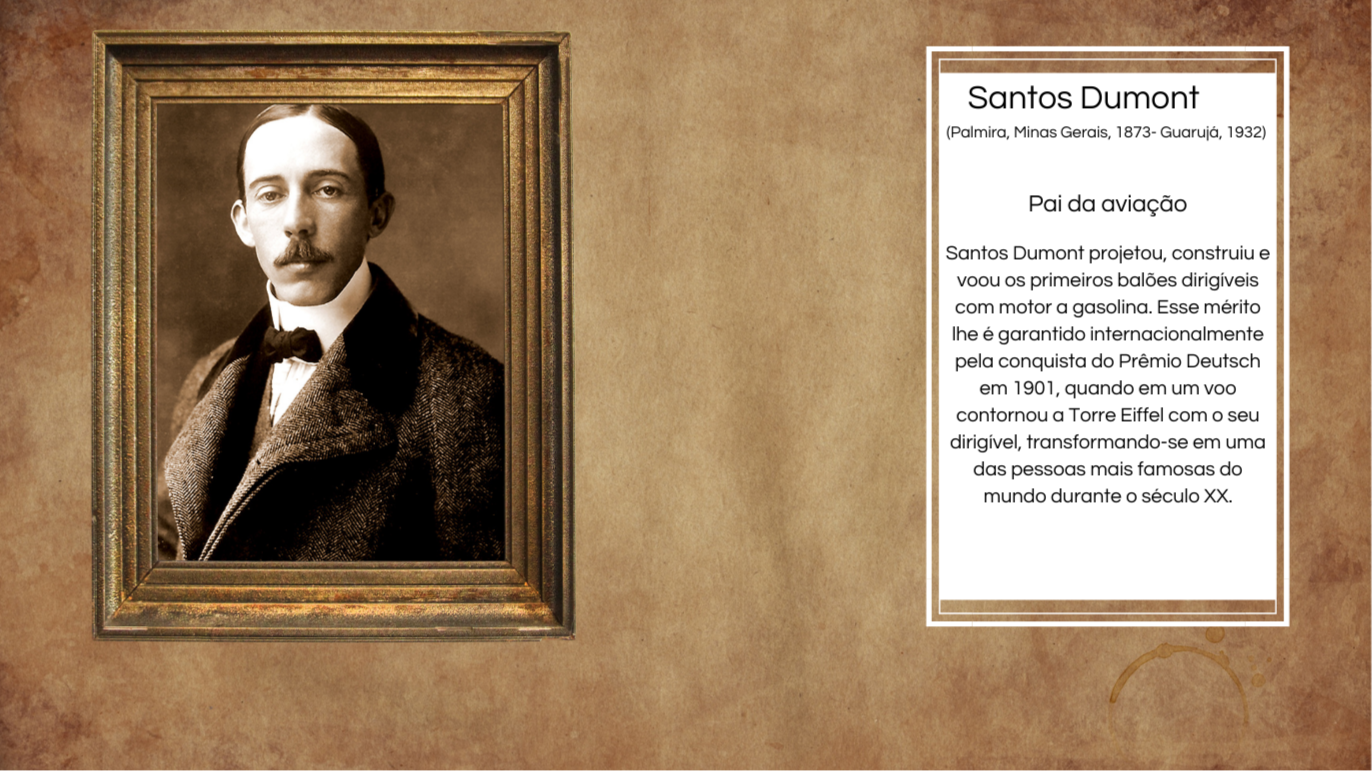 Santos Dumont
(Palmira, Minas Gerais, 1873- Guarujá, 1932)
Pai da aviação
Santos Dumont projetou, construiu e
voou os primeiros balões dirigíveis
com motor a gasolina. Esse mérito
lhe é garantido internacionalmente
pela conquista do Prêmio Deutsch
em 1901, quando em um voo
contornou a Torre Eiffel com o seu
dirigível, transformando-se em uma
das pessoas mais famosas do
mundo durante o século XX.